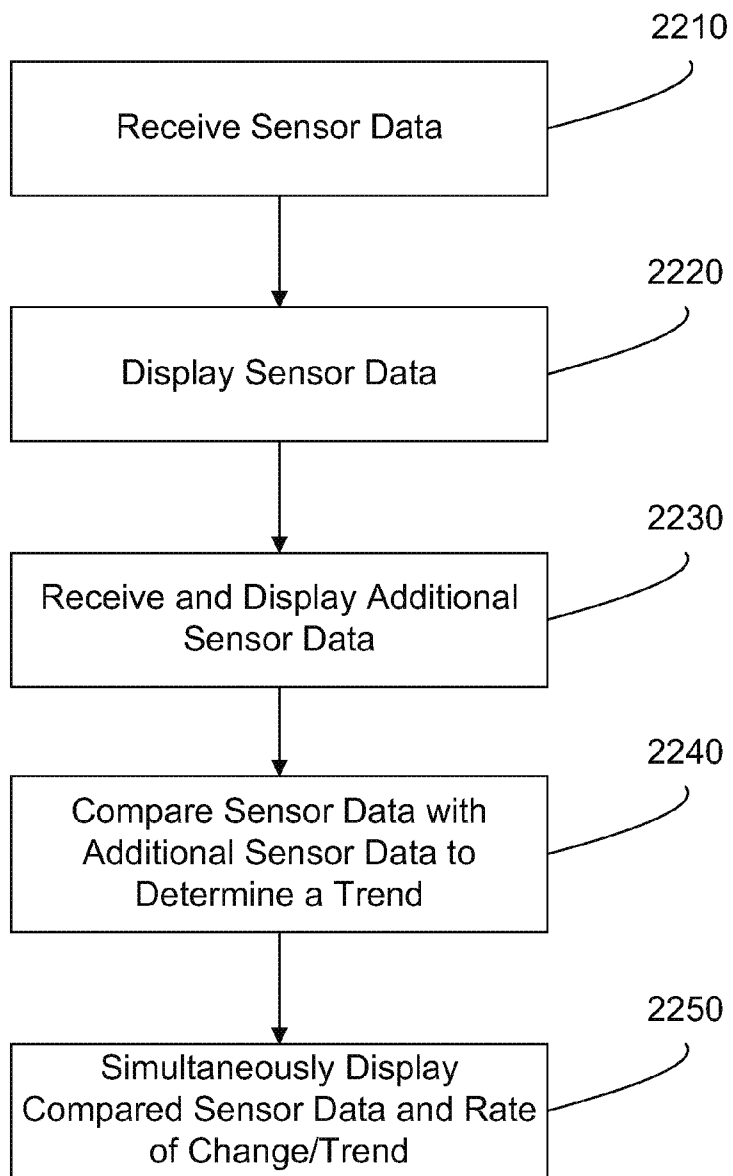 2210
Receive Sensor Data
2220
Display Sensor Data
2230
Receive and Display Additional
Sensor Data
2240
Compare Sensor Data with
Additional Sensor Data to
Determine a Trend
2250
Simultaneously Display
Compared Sensor Data and Rate
of Change/Trend